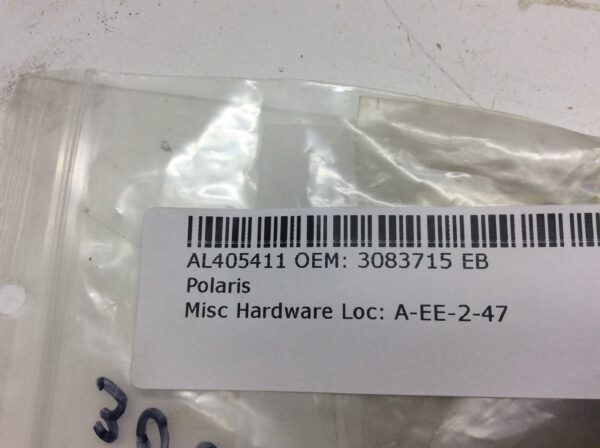 AL405411 OEM: 3083715 EB
Polaris
Misc Hardware Loc: A-EE-2-47